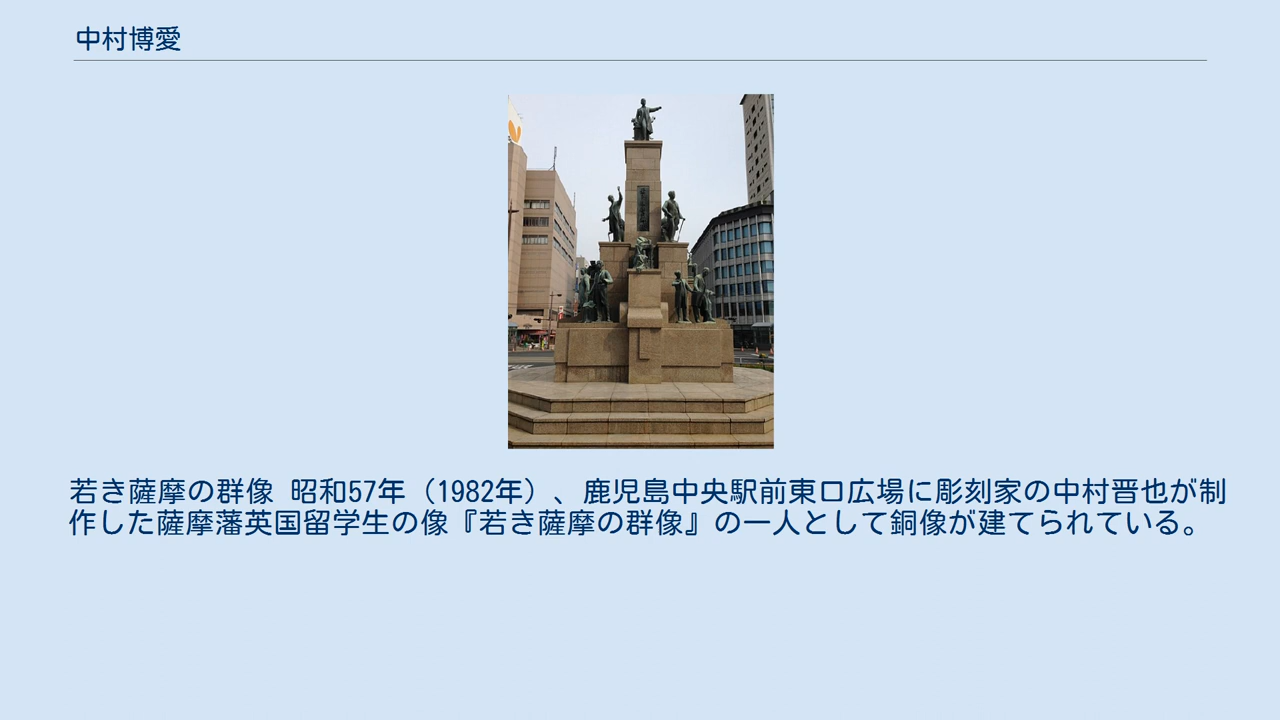 中村博愛
若き薩摩の群像 昭和57年（1982年）、鹿児島中央駅前東口広場に彫刻家の中村晋也が制
作した薩摩藩英国留学生の像『若き薩摩の群像』の一人として銅像が建てられている。